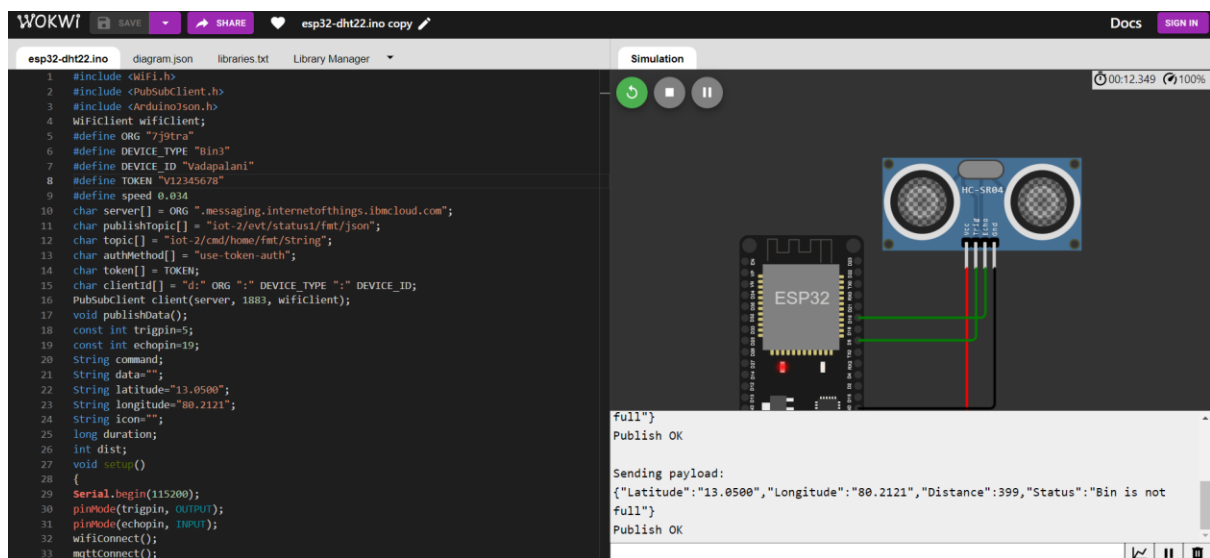 WOKWI SAVE SHARE esp32-dht22.ino copy Docs SIGN IN
esp32-dht22.ino diagram.json libraries.txt Library Manager
1 #include <WiFi.h>
2 #include <PubSubClient.h>
3 #include <ArduinoJson.h>
4 WiFiClient wifiClient;
5 #define ORG "7j9tra"
6 #define DEVICE_TYPE "Bin3"
7 #define DEVICE_ID "Vadapalani"
8 #define TOKEN "V12345678"
9 #define speed 0.034
10 char server[] = ORG ".messaging.internetofthings.ibmcloud.com";
11 char publishTopic[] = "iot-2/evt/status1/fmt/json";
12 char topic[] = "iot-2/cmd/home/fmt/String";
13 char authMethod[] = "use-token-auth";
14 char token[] = TOKEN;
15 char clientId[] = "d:" ORG ":" DEVICE_TYPE ":" DEVICE_ID;
16 PubSubClient client(server, 1883, wifiClient);
17 void publishData();
18 const int trigpin=5;
19 const int echopin=19;
20 String command;
21 String data="";
22 String latitude="13.0500";
23 String longitude="80.2121";
24 String icon="";
25 long duration;
26 int dist;
27 void setup()
28 {
29 Serial.begin(115200);
30 pinMode(trigpin, OUTPUT);
31 pinMode(echopin, INPUT);
32 wifiConnect();
33 mqttConnect();
Simulation
00:12.349 100%
HC-SR04
Vcc
Trig
Echo
Gnd
ESP32
full"}
Publish OK
Sending payload:
{"Latitude":"13.0500","Longitude":"80.2121","Distance":399,"Status":"Bin is not
full"}
Publish OK